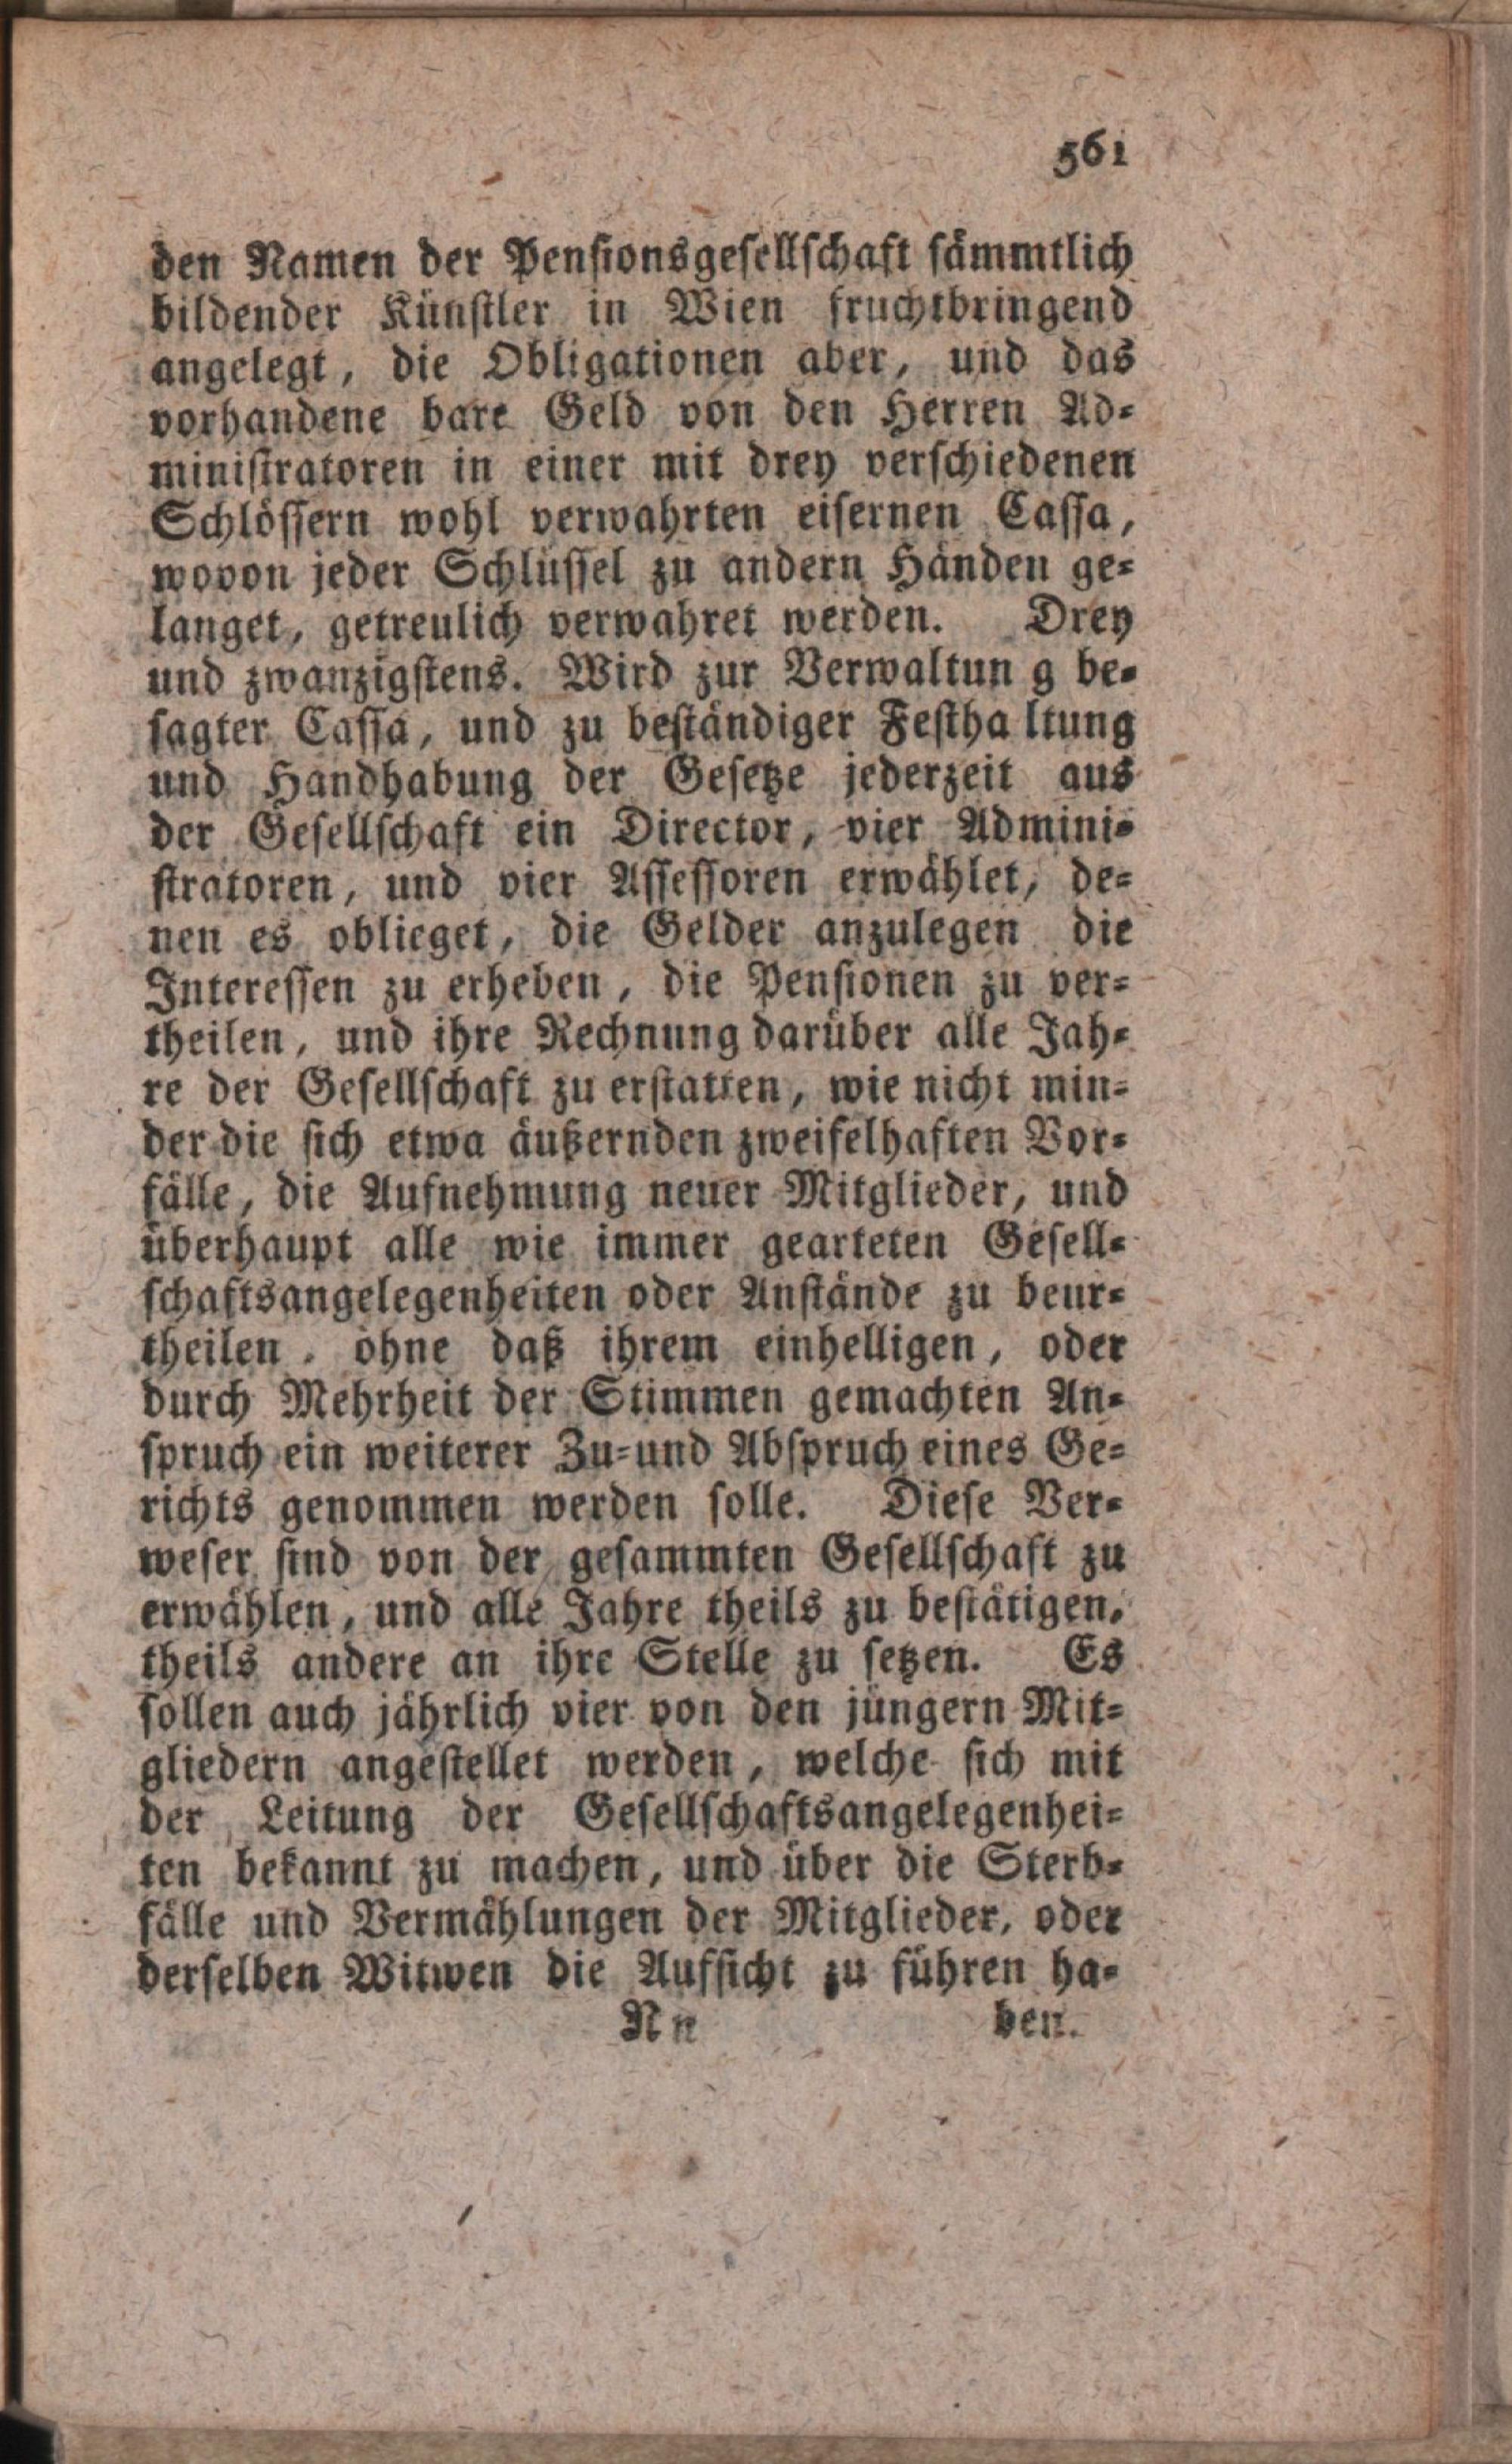 561
den Namen der Pensionsgesellschaft sämmtlich
bildender Künstler in Wien fruchtbringend
angelegt, die Obligationen aber, und das
vorhandene bare Geld von den Herren Ad-
ministratoren in einer mit drey verschiedenen
Schlössern wohl verwahrten eisernen Cassa,
wovon jeder Schlüssel zu andern Händen ge-
langet, getreulich verwahret werden. Drey
und zwanzigstens. Wird zur Verwaltun g be-
sagter Cassa, und zu beständiger Festha ltung
und Handhabung der Gesetze jederzeit aus
der Gesellschaft ein Director, vier Admini-
stratoren, und vier Assessoren erwählet, de-
nen es oblieget, die Gelder anzulegen die
Interessen zu erheben, die Pensionen zu ver-
theilen, und ihre Rechnung darüber alle Jah-
re der Gesellschaft zu erstatten, wie nicht min-
der die sich etwa äußernden zweifelhaften Vor-
fälle, die Aufnehmung neuer Mitglieder, und
überhaupt alle wie immer gearteten Gesell-
schaftsangelegenheiten oder Anstände zu beur-
theilen, ohne daß ihrem einhelligen, oder
durch Mehrheit der Stimmen gemachten An-
spruch ein weiterer Zu-und Abspruch eines Ge-
richts genommen werden solle. Diese Ver-
weser sind von der gesammten Gesellschaft zu
erwählen, und alle Jahre theils zu bestätigen,
theils andere an ihre Stelle zu setzen. Es
sollen auch jährlich vier von den jüngern Mit-
gliedern angestellet werden, welche sich mit
der Leitung der Gesellschaftsangelegenhei-
ten bekannt zu machen, und über die Sterb-
fälle und Vermählungen der Mitglieder, oder
derselben Witwen die Aufsicht zu führen ha-
Nn ben.